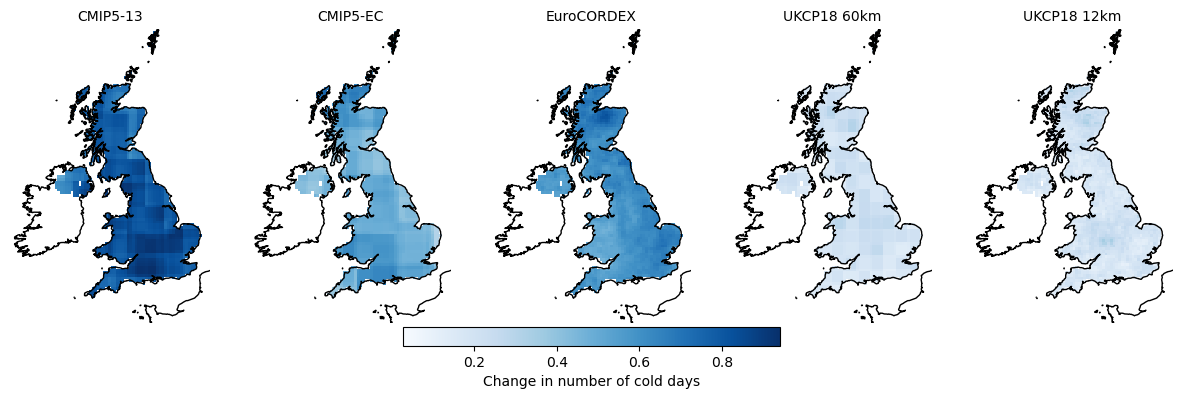 CMIP5-13
CMIP5-EC
EuroCORDEX
UKCP18 60km
UKCP18 12km
0.2
0.4
0.6
0.8
Change in number of cold days